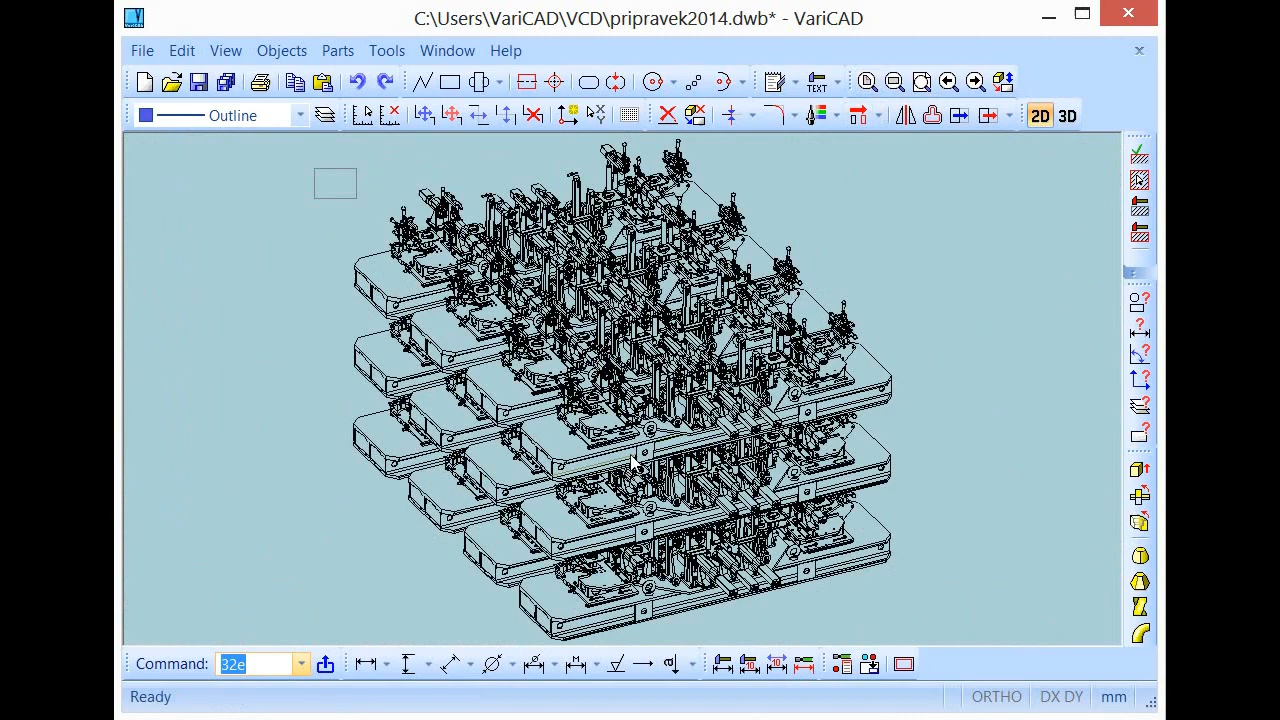 C:\Users\VariCAD\VCD\pripravek2014.dwb* - VariCAD
File Edit View Objects Parts Tools Window Help
TEXT
Outline 2D 3D
Command: 32e
Ready ORTHO DX DY mm